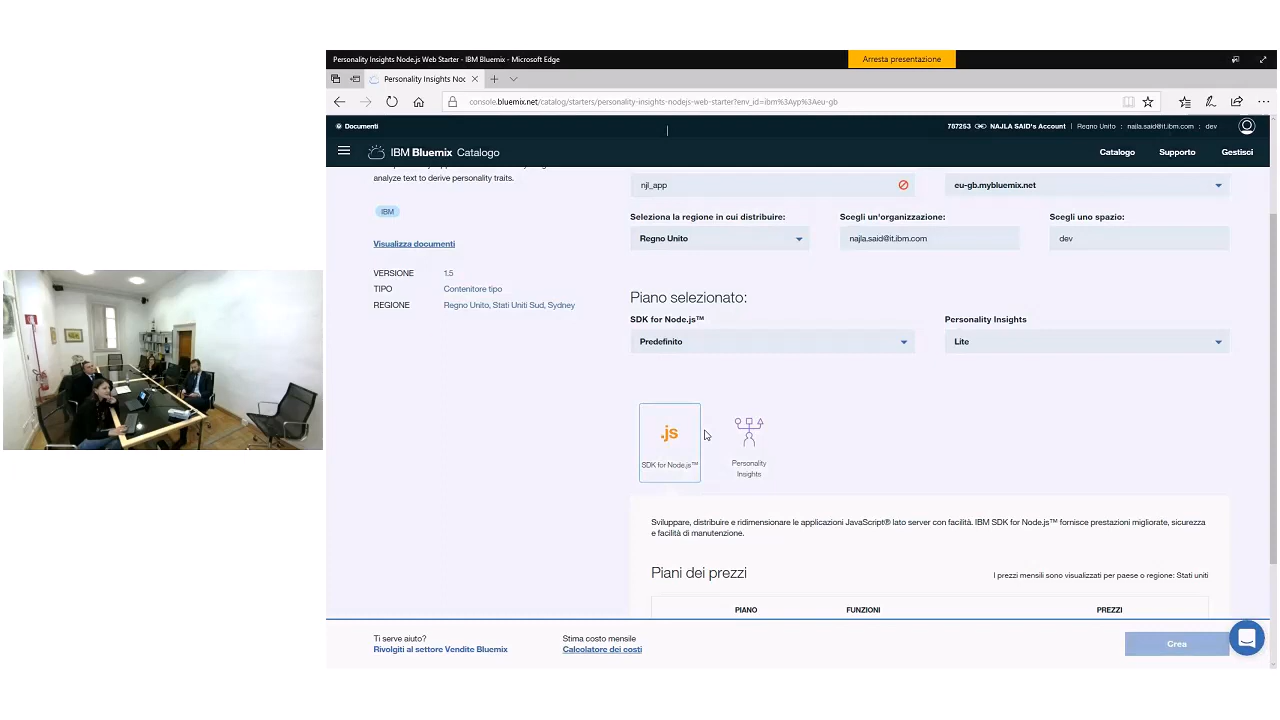 Personality Insights Node.js Web Starter - IBM Bluemix - Microsoft Edge
Arresta presentazione
Personality Insights Noc
console.bluemix.net/catalog/starters/personality-insights-nodejs-web-starter?env_id=ibm%3Ayp%3Aeu-gb
Documenti
787253 NAJLA SAID's Account | Regno Unito : najla.said@it.ibm.com : dev
IBM Bluemix Catalogo
Catalogo Supporto Gestisci
analyze text to derive personality traits.
IBM
Visualizza documenti
VERSIONE 1.5
TIPO Contenitore tipo
REGIONE Regno Unito, Stati Uniti Sud, Sydney
njl_app
eu-gb.mybluemix.net
Seleziona la regione in cui distribuire: Scegli un'organizzazione: Scegli uno spazio:
Regno Unito najla.said@it.ibm.com dev
Piano selezionato:
SDK for Node.js™ Personality Insights
Predefinito Lite
.js
SDK for Node.js™
Personality
Insights
Sviluppare, distribuire e ridimensionare le applicazioni JavaScript® lato server con facilità. IBM SDK for Node.js™ fornisce prestazioni migliorate, sicurezza
e facilità di manutenzione.
Piani dei prezzi
I prezzi mensili sono visualizzati per paese o regione: Stati uniti
PIANO FUNZIONI PREZZI
Ti serve aiuto?
Rivolgiti al settore Vendite Bluemix
Stima costo mensile
Calcolatore dei costi
Crea